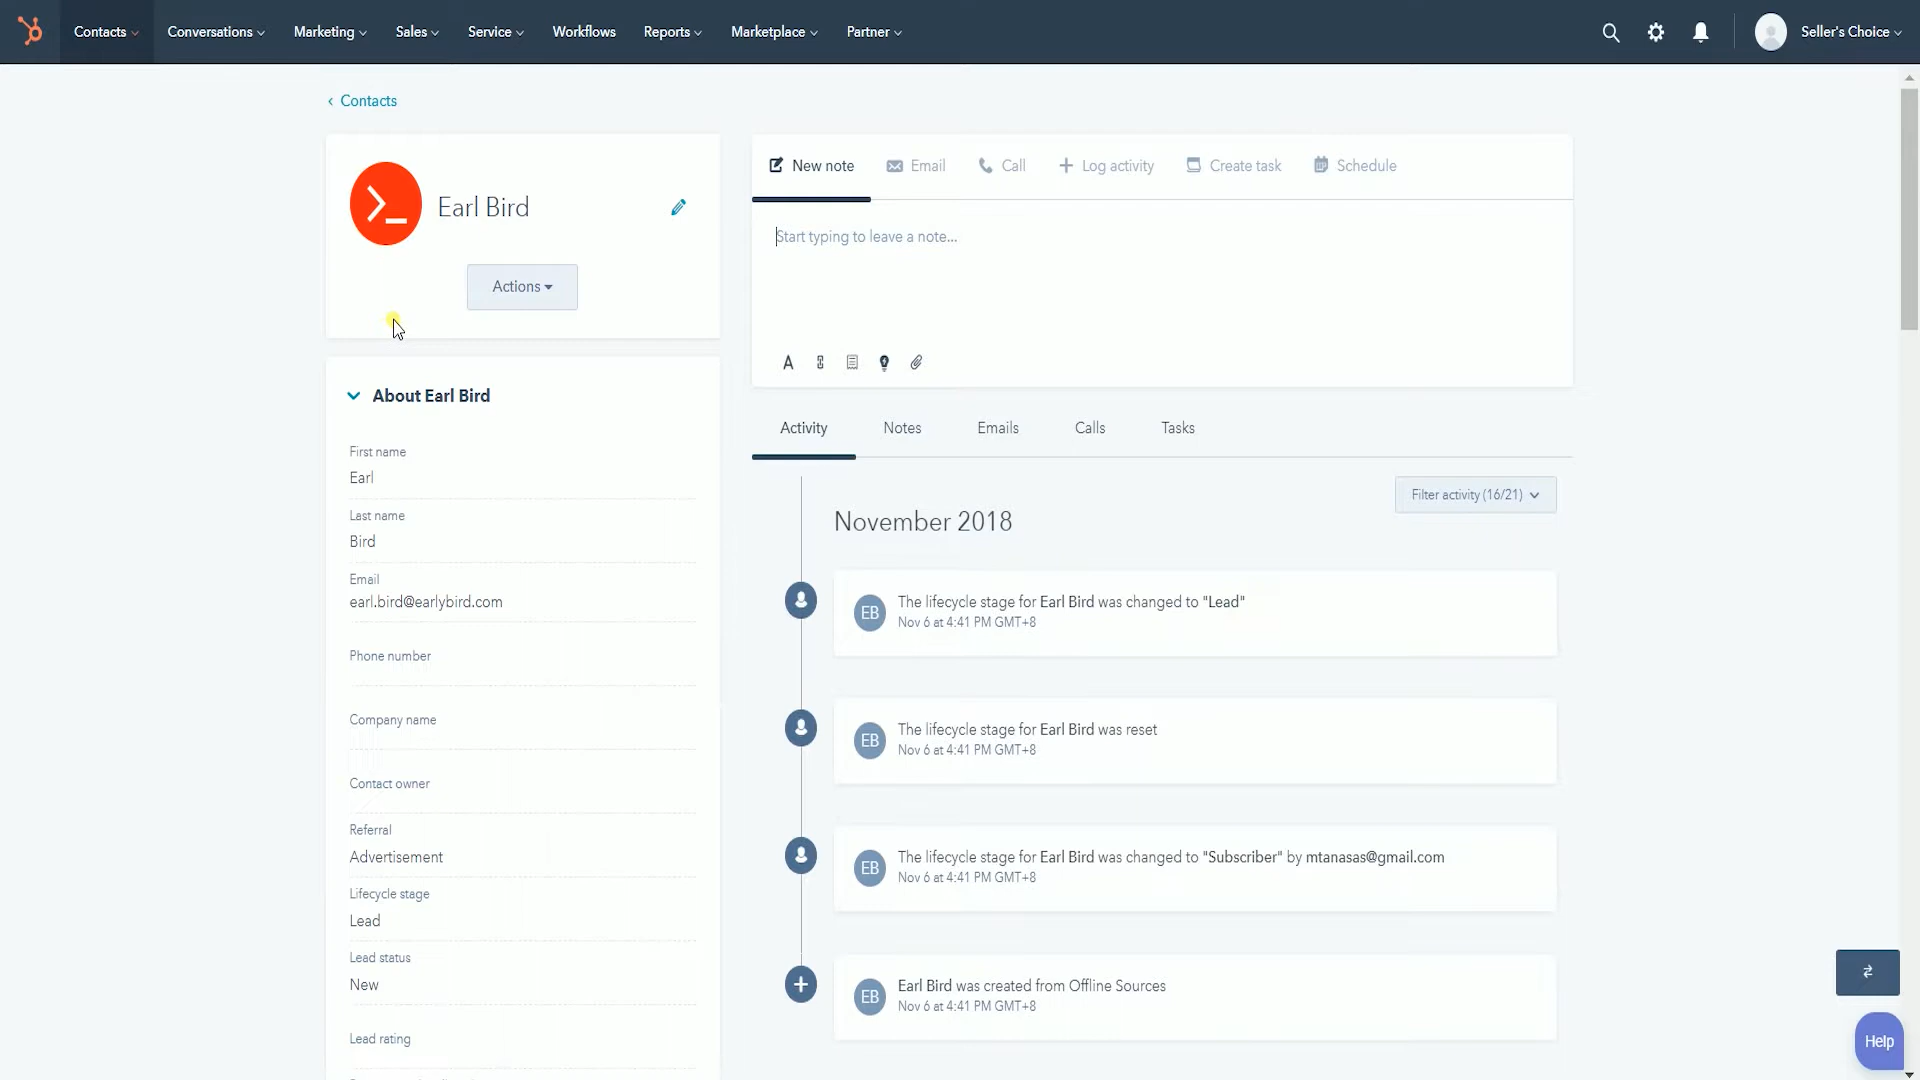 Contacts
Conversations
Marketing
Sales
Service
Workflows
Reports
Marketplace
Partner
Seller's Choice
Contacts
Earl Bird
Actions
About Earl Bird
First name
Earl
Last name
Bird
Email
earl.bird@earlybird.com
Phone number
Company name
Contact owner
Referral
Advertisement
Lifecycle stage
Lead
Lead status
New
Lead rating
New note
Email
Call
Log activity
Create task
Schedule
Start typing to leave a note...
A
Activity
Notes
Emails
Calls
Tasks
Filter activity (16/21)
November 2018
EB
The lifecycle stage for Earl Bird was changed to "Lead"
Nov 6 at 4:41 PM GMT+8
EB
The lifecycle stage for Earl Bird was reset
Nov 6 at 4:41 PM GMT+8
EB
The lifecycle stage for Earl Bird was changed to "Subscriber" by mtanasas@gmail.com
Nov 6 at 4:41 PM GMT+8
EB
Earl Bird was created from Offline Sources
Nov 6 at 4:41 PM GMT+8
Help